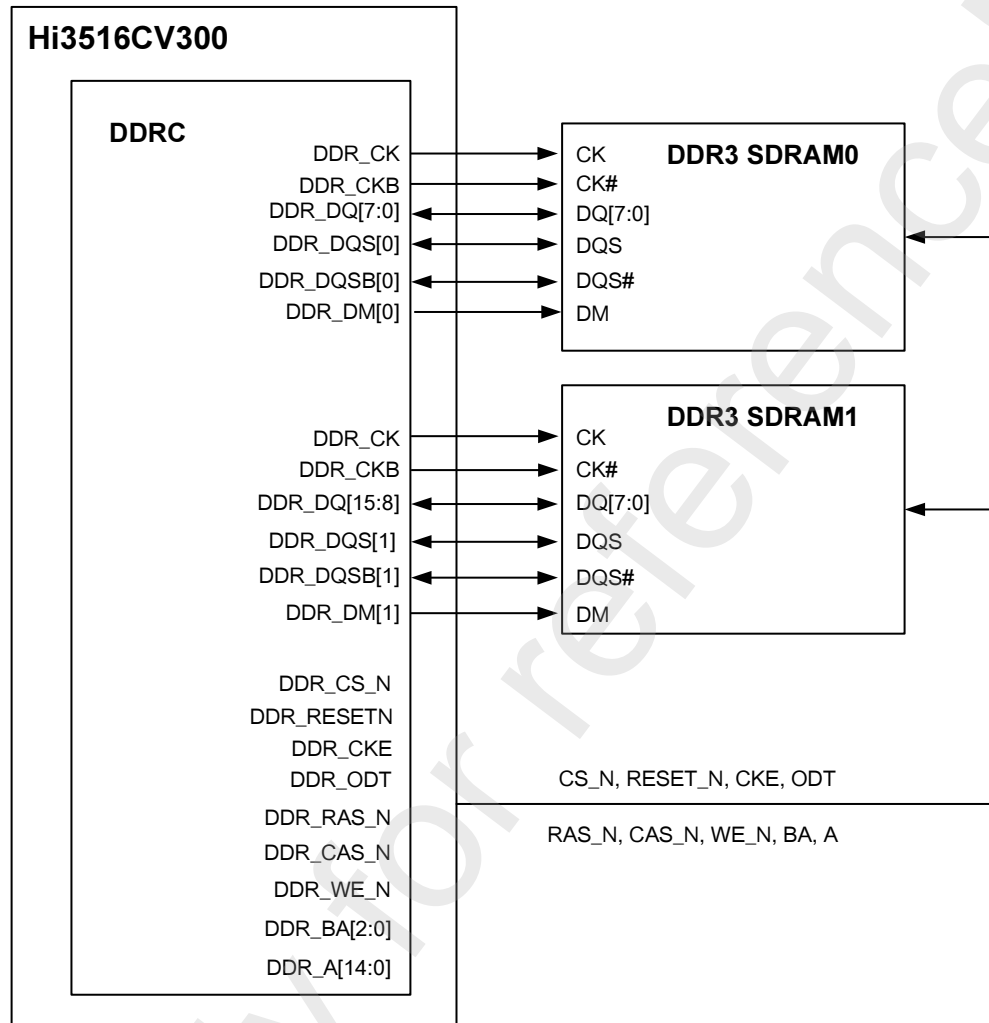 Hi3516CV300
DDRC
DDR_CK
DDR_CKB
DDR_DQ[7:0]
DDR_DQS[0]
DDR_DQSB[0]
DDR_DM[0]
CK
CK#
DQ[7:0]
DQS
DQS#
DM
DDR3 SDRAM0
DDR_CK
DDR_CKB
DDR_DQ[15:8]
DDR_DQS[1]
DDR_DQSB[1]
DDR_DM[1]
CK
CK#
DQ[7:0]
DQS
DQS#
DM
DDR3 SDRAM1
DDR_CS_N
DDR_RESETN
DDR_CKE
DDR_ODT
DDR_RAS_N
DDR_CAS_N
DDR_WE_N
DDR_BA[2:0]
DDR_A[14:0]
CS_N, RESET_N, CKE, ODT
RAS_N, CAS_N, WE_N, BA, A
for reference